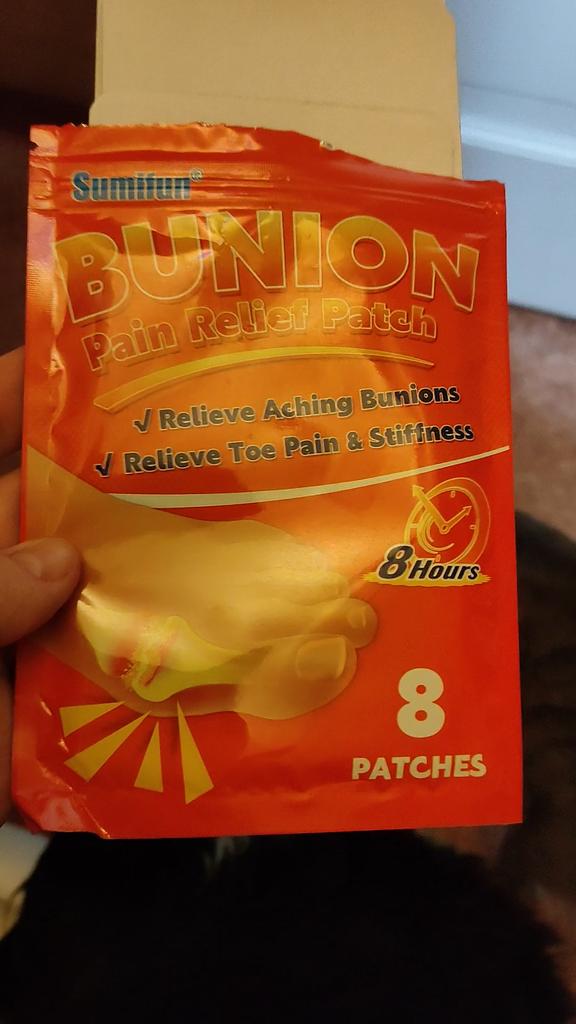 Sumifun®
BUNION
Pain Relief Patch
√ Relieve Aching Bunions
√ Relieve Toe Pain & Stiffness
8 Hours
8
PATCHES